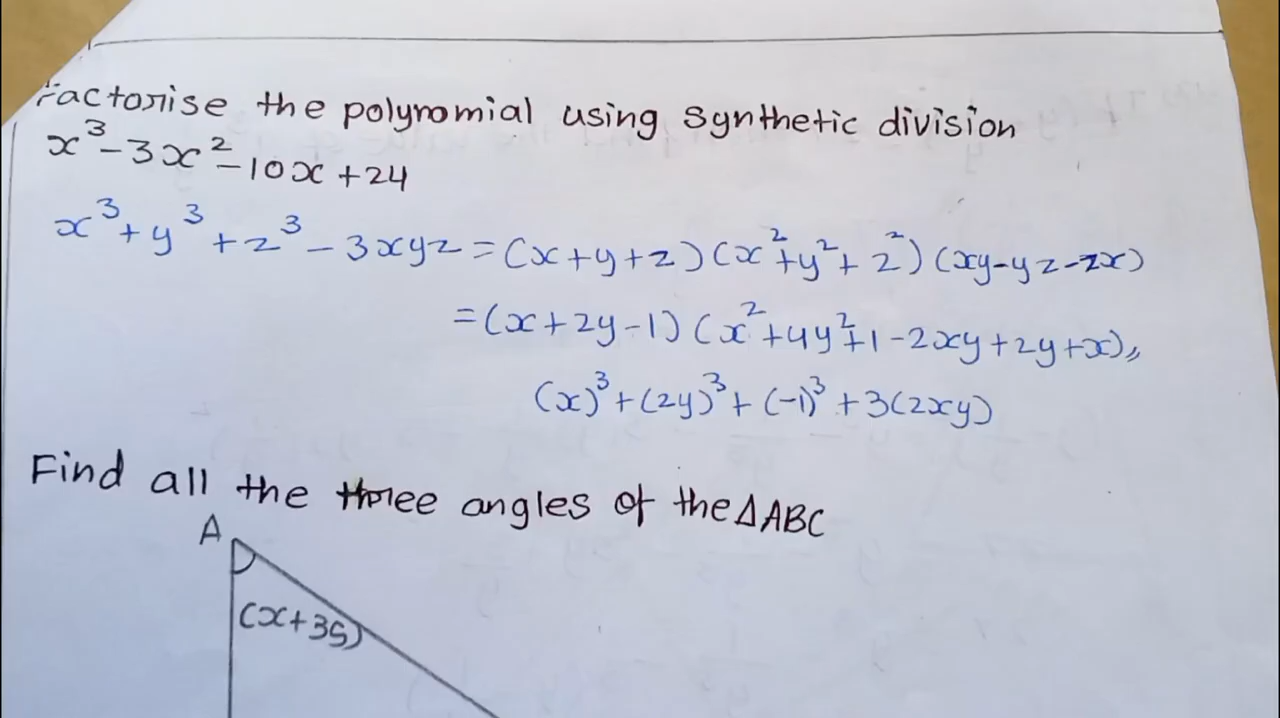 Factorise the polynomial using synthetic division
x³-3x²-10x+24
x³+y³+z³-3xyz=(x+y+z)(x²+y²+z²)(xy-yz-zx)
=(x+2y-1)(x²+4y²+1-2xy+2y+x)〃
(x)³+(2y)³+(-1)³+3(2xy)
Find all the three angles of the ΔABC
A
(x+35)